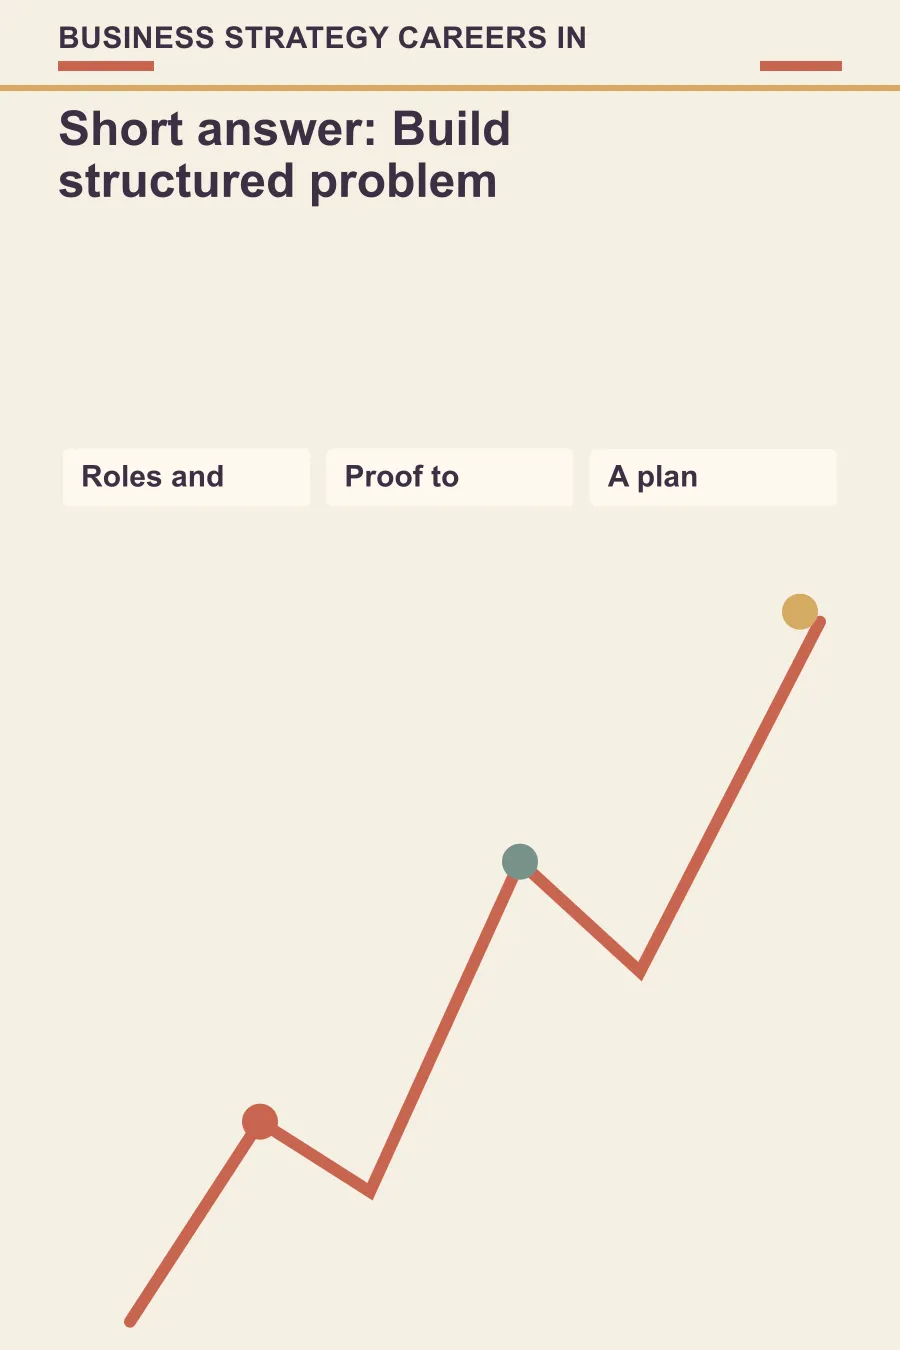 BUSINESS STRATEGY CAREERS IN
Short answer: Build
structured problem
Roles and
Proof to
A plan